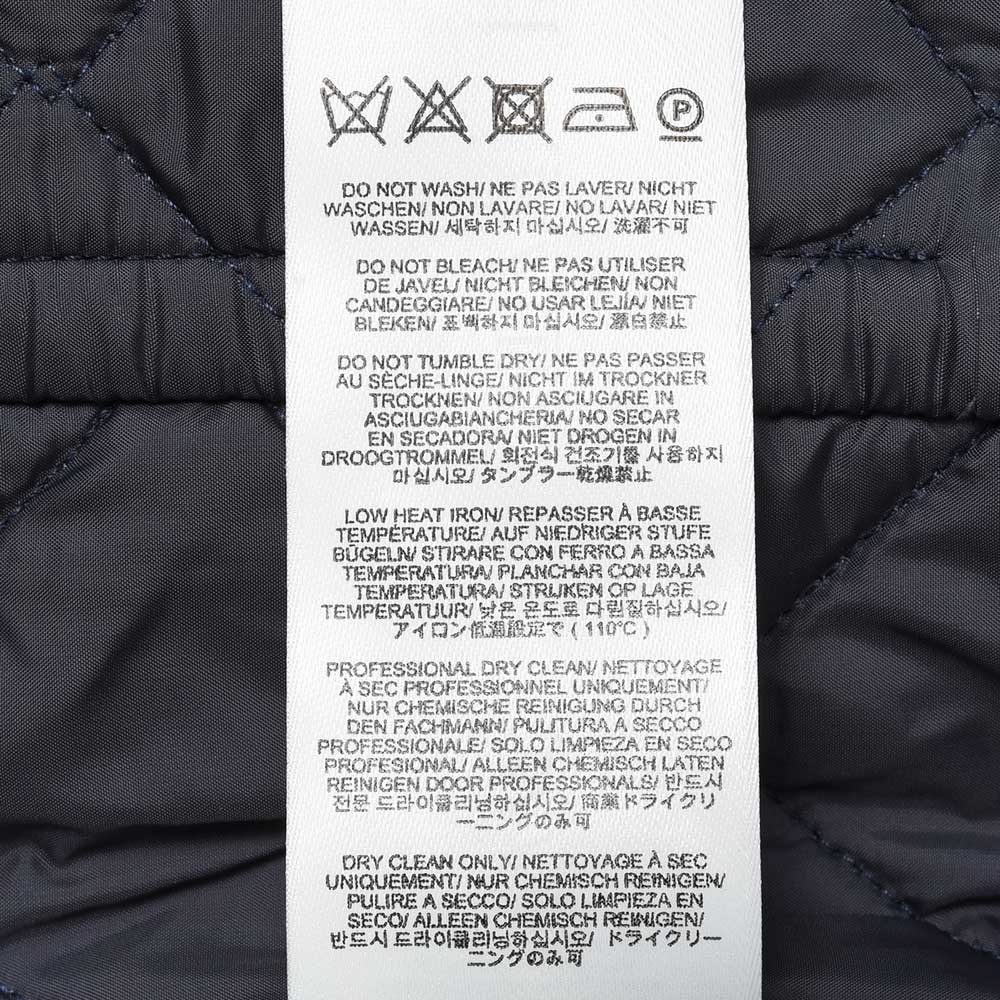 P
DO NOT WASH/ NE PAS LAVER/ NICHT
WASCHEN/ NON LAVARE/ NO LAVAR/ NIET
WASSEN/ 세탁하지 마십시오/ 洗濯不可
DO NOT BLEACH/ NE PAS UTILISER
DE JAVEL/ NICHT BLEICHEN/ NON
CANDEGGIARE/ NO USAR LEJÍA/ NIET
BLEKEN/ 표백하지 마십시오/ 漂白禁止
DO NOT TUMBLE DRY/ NE PAS PASSER
AU SÈCHE-LINGE/ NICHT IM TROCKNER
TROCKNEN/ NON ASCIUGARE IN
ASCIUGABIANCHERIA/ NO SECAR
EN SECADORA/ NIET DROGEN IN
DROOGTROMMEL/ 회전식 건조기를 사용하지
마십시오/ タンブラー乾燥禁止
LOW HEAT IRON/ REPASSER À BASSE
TEMPÉRATURE/ AUF NIEDRIGER STUFE
BÜGELN/ STIRARE CON FERRO A BASSA
TEMPERATURA/ PLANCHAR CON BAJA
TEMPERATURA/ STRIJKEN OP LAGE
TEMPERATUUR/ 낮은 온도로 다림질하십시오/
アイロン低温設定で ( 110℃ )
PROFESSIONAL DRY CLEAN/ NETTOYAGE
À SEC PROFESSIONNEL UNIQUEMENT/
NUR CHEMISCHE REINIGUNG DURCH
DEN FACHMANN/ PULITURA A SECCO
PROFESSIONALE/ SOLO LIMPIEZA EN SECO
PROFESIONAL/ ALLEEN CHEMISCH LATEN
REINIGEN DOOR PROFESSIONALS/ 반드시
전문 드라이클리닝하십시오/ 商業ドライクリ
ーニングのみ可
DRY CLEAN ONLY/ NETTOYAGE À SEC
UNIQUEMENT/ NUR CHEMISCH REINIGEN/
PULIRE A SECCO/ SOLO LIMPIEZA EN
SECO/ ALLEEN CHEMISCH REINIGEN/
반드시 드라이클리닝하십시오/ ドライクリー
ニングのみ可